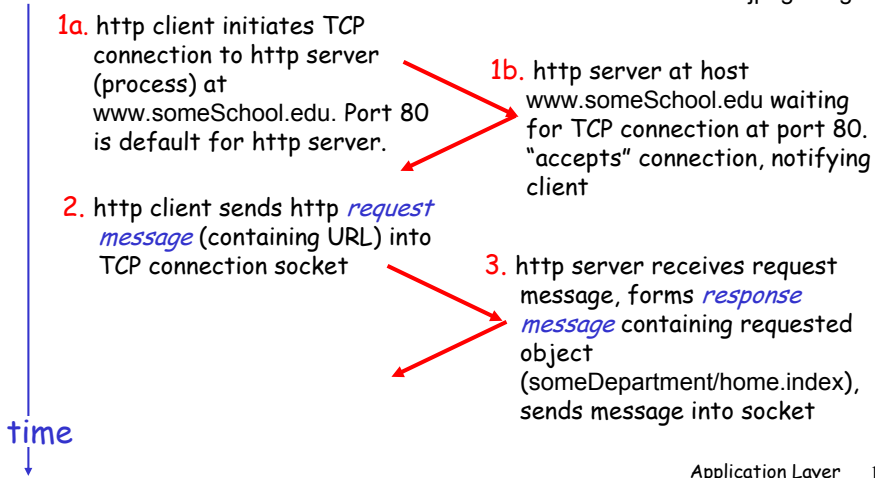 1a. http client initiates TCP
connection to http server
(process) at
www.someSchool.edu. Port 80
is default for http server.
1b. http server at host
www.someSchool.edu waiting
for TCP connection at port 80.
“accepts” connection, notifying
client
2. http client sends http request
message (containing URL) into
TCP connection socket
3. http server receives request
message, forms response
message containing requested
object
(someDepartment/home.index),
sends message into socket
time
Application Layer 1